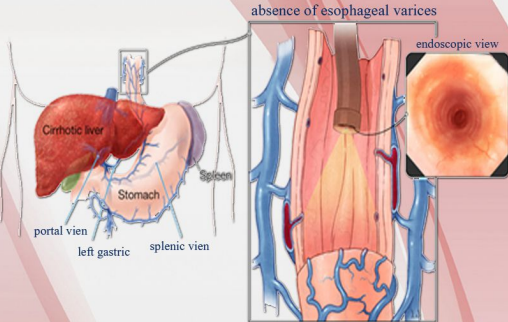 absence of esophageal varices
endoscopic view
Cirrhotic liver
Spleen
Stomach
portal vien
left gastric
splenic vien